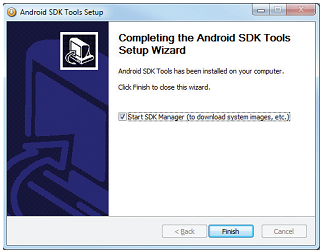 Android SDK Tools Setup
Completing the Android SDK Tools
Setup Wizard
Android SDK Tools has been installed on your computer.
Click Finish to close this wizard.
Start SDK Manager (to download system images, etc.)
< Back
Finish
Cancel